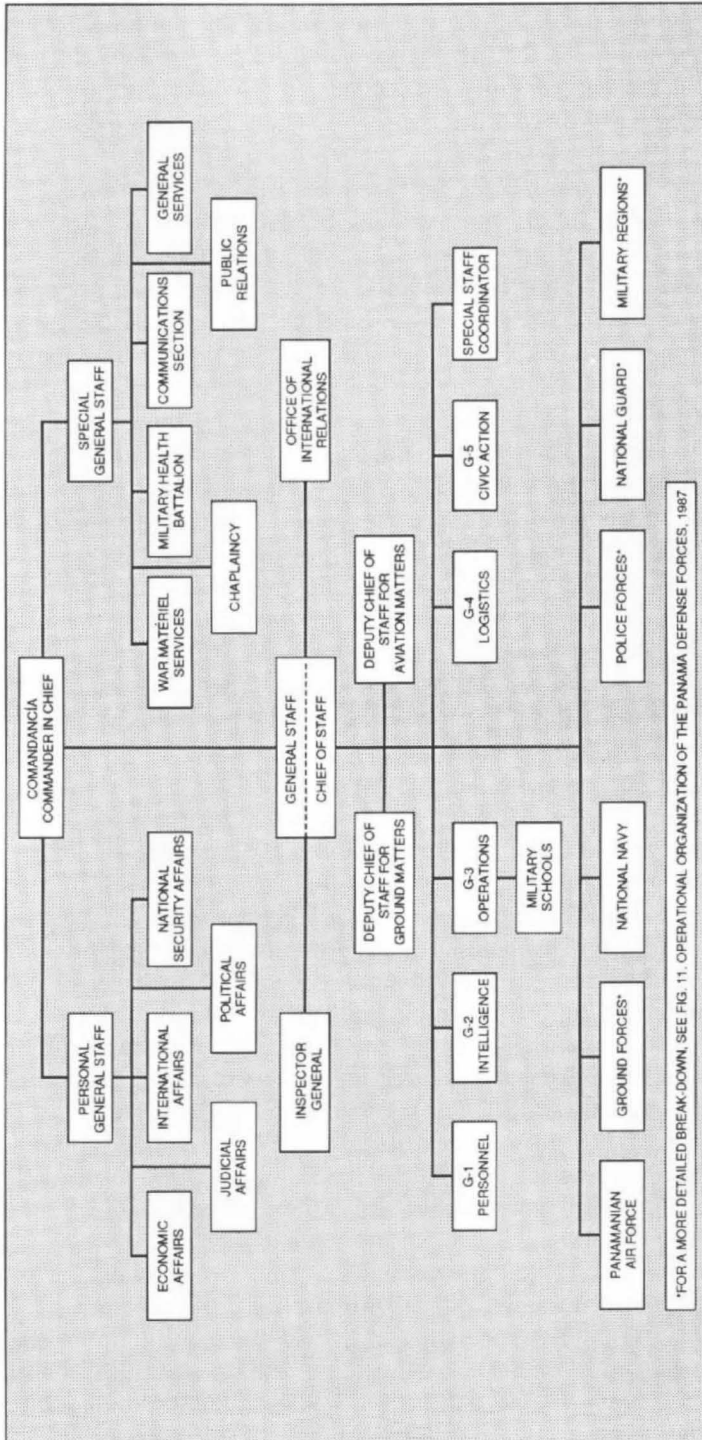 COMANDANCÍA
COMMANDER IN CHIEF
PERSONAL
GENERAL STAFF
SPECIAL
GENERAL STAFF
ECONOMIC
AFFAIRS
INTERNATIONAL
AFFAIRS
NATIONAL
SECURITY AFFAIRS
WAR MATÉRIEL
SERVICES
MILITARY HEALTH
BATTALION
COMMUNICATIONS
SECTION
GENERAL
SERVICES
JUDICIAL
AFFAIRS
POLITICAL
AFFAIRS
CHAPLAINCY
PUBLIC
RELATIONS
INSPECTOR
GENERAL
GENERAL STAFF
CHIEF OF STAFF
OFFICE OF
INTERNATIONAL
RELATIONS
DEPUTY CHIEF OF
STAFF FOR
GROUND MATTERS
DEPUTY CHIEF OF
STAFF FOR
AVIATION MATTERS
G-1
PERSONNEL
G-2
INTELLIGENCE
G-3
OPERATIONS
G-4
LOGISTICS
G-5
CIVIC ACTION
SPECIAL STAFF
COORDINATOR
MILITARY
SCHOOLS
PANAMANIAN
AIR FORCE
GROUND FORCES*
NATIONAL NAVY
POLICE FORCES*
NATIONAL GUARD*
MILITARY REGIONS*
*FOR A MORE DETAILED BREAK-DOWN, SEE FIG. 11. OPERATIONAL ORGANIZATION OF THE PANAMA DEFENSE FORCES, 1987